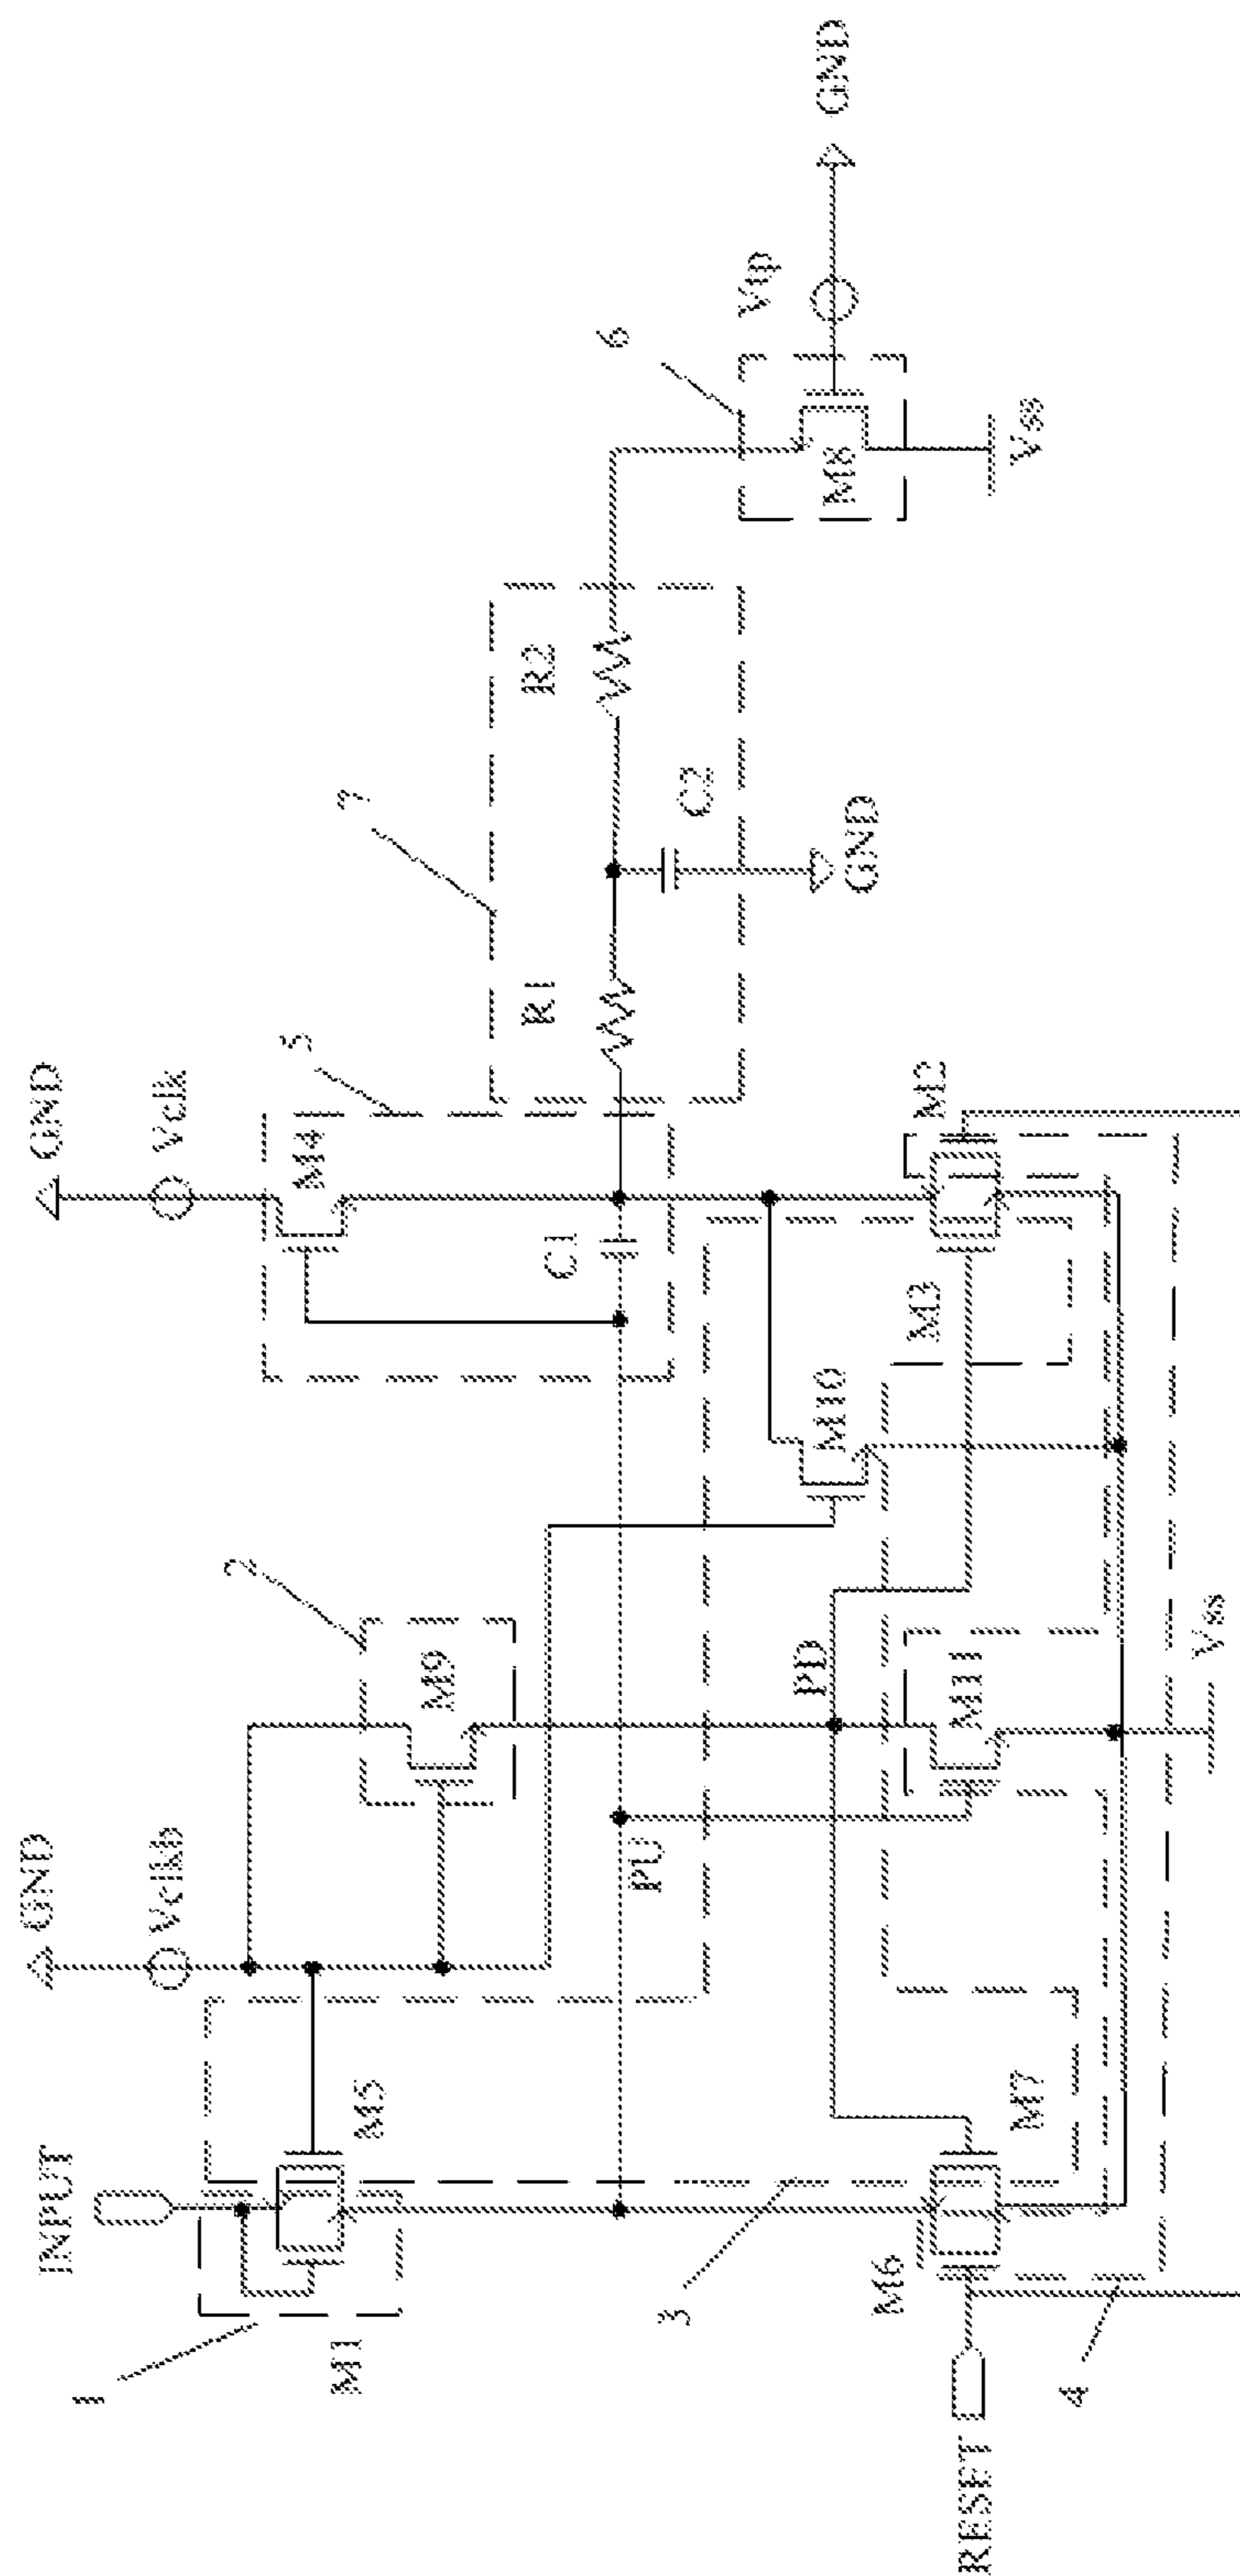 INPUT
GND
GND
Vclkb
Vclk
1
2
5
7
6
M1
M5
M9
M4
C1
R1
R2
C2
GND
Vtp
GND
M8
Vss
PU
PD
3
M10
M6
M7
M11
M3
M2
RESET
4
Vss